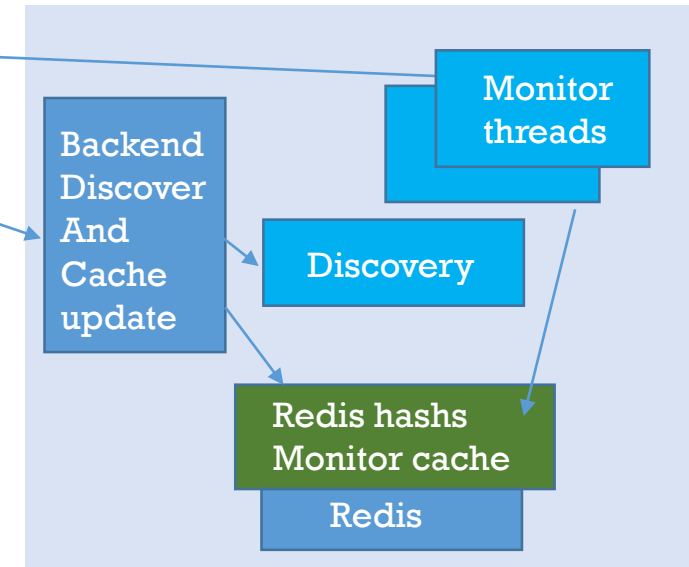 Monitor
threads
Backend
Discover
And
Cache
update
Discovery
Redis hashs
Monitor cache
Redis